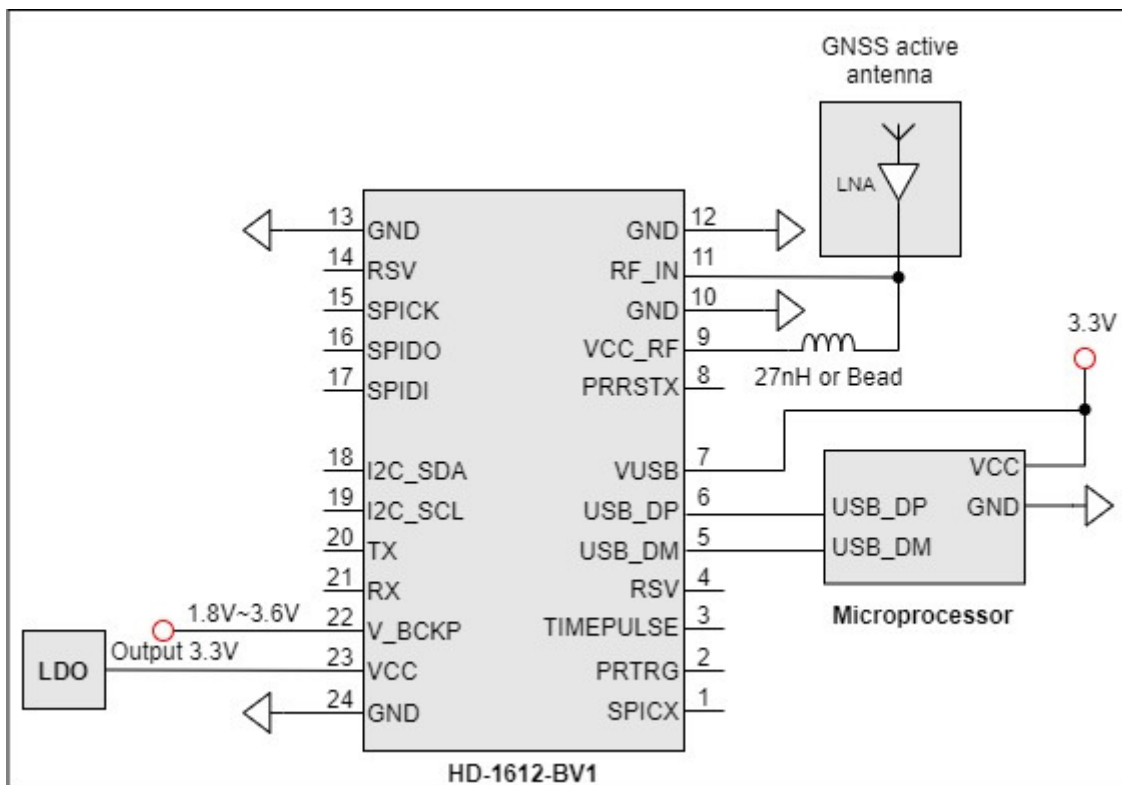 GNSS active
antenna
LNA
13
GND
14
RSV
15
SPICK
16
SPIDO
17
SPIDI
18
I2C_SDA
19
I2C_SCL
20
TX
21
RX
1.8V~3.6V
22
V_BCKP
LDO
Output 3.3V
23
VCC
24
GND
GND
12
RF_IN
11
GND
10
VCC_RF
9
27nH or Bead
PRRSTX
8
VUSB
7
USB_DP
6
USB_DM
5
RSV
4
TIMEPULSE
3
PRTRG
2
SPICX
1
3.3V
VCC
USB_DP
GND
USB_DM
Microprocessor
HD-1612-BV1